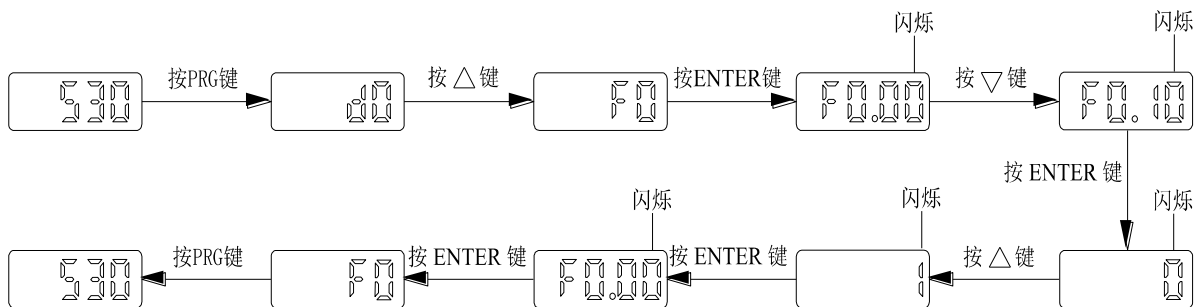 闪烁
闪烁
530
按PRG键
d0
按△键
F0
按ENTER键
F0.00
按▽键
F0.10
按 ENTER 键
闪烁
闪烁
闪烁
530
按PRG键
F0
按 ENTER 键
F0.00
按 ENTER 键
1
按△键
0